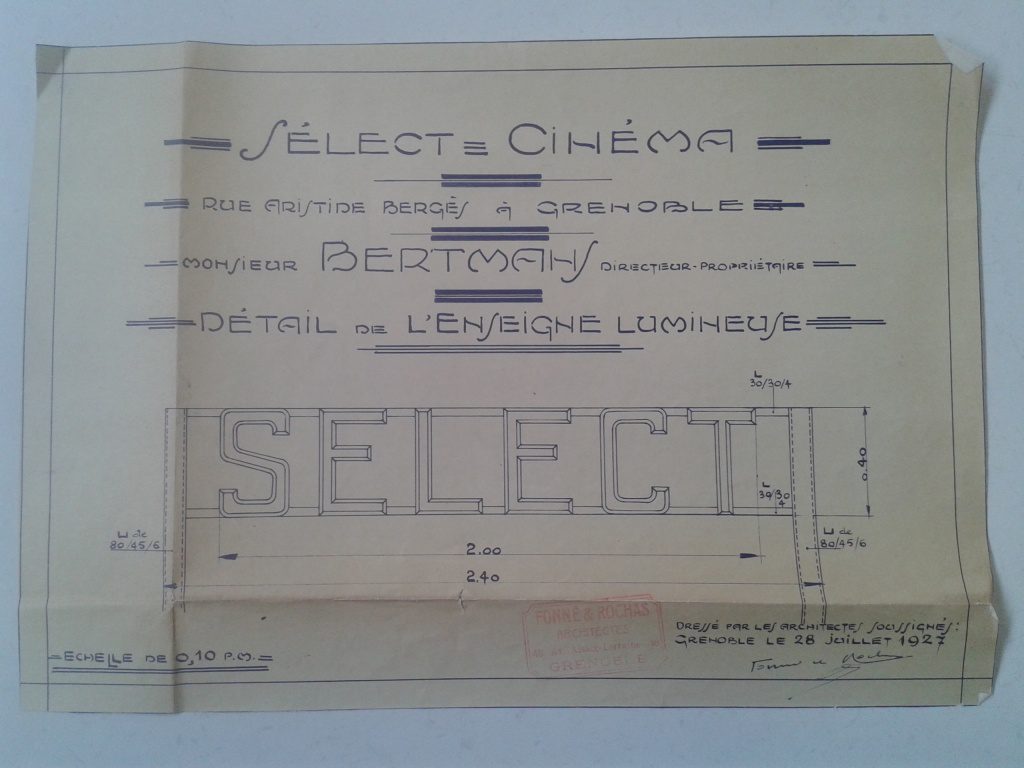 SÉLECT = CINÉMA
RUE ARISTIDE BERGÈS À GRENOBLE
MONSIEUR BERTMANS DIRECTEUR-PROPRIÉTAIRE
DÉTAIL DE L'ENSEIGNE LUMINEUSE
L
30/30/4
SELECT
0.40
L
30/30
4
U de
80/45/6
U de
80/45/6
2.00
2.40
FONNÉ & ROCHAS
ARCHITECTES
GRENOBLE
DRESSÉ PAR LES ARCHITECTES SOUSSIGNÉS:
GRENOBLE LE 28 JUILLET 1927
ECHELLE DE 0,10 P.M.